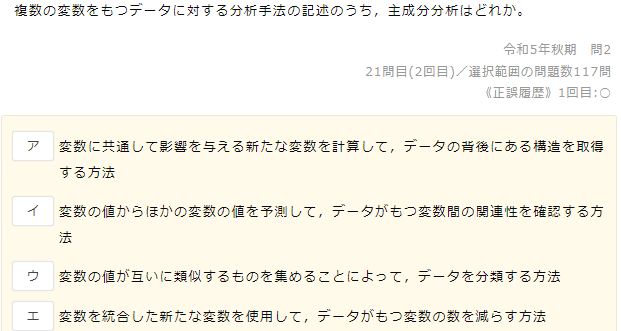 複数の変数をもつデータに対する分析手法の記述のうち，主成分分析はどれか。
令和5年秋期　問2
21問目(2回目)／選択範囲の問題数117問
《正誤履歴》1回目:○
ア 変数に共通して影響を与える新たな変数を計算して，データの背後にある構造を取得
する方法
イ 変数の値からほかの変数の値を予測して，データがもつ変数間の関連性を確認する方
法
ウ 変数の値が互いに類似するものを集めることによって，データを分類する方法
エ 変数を統合した新たな変数を使用して，データがもつ変数の数を減らす方法